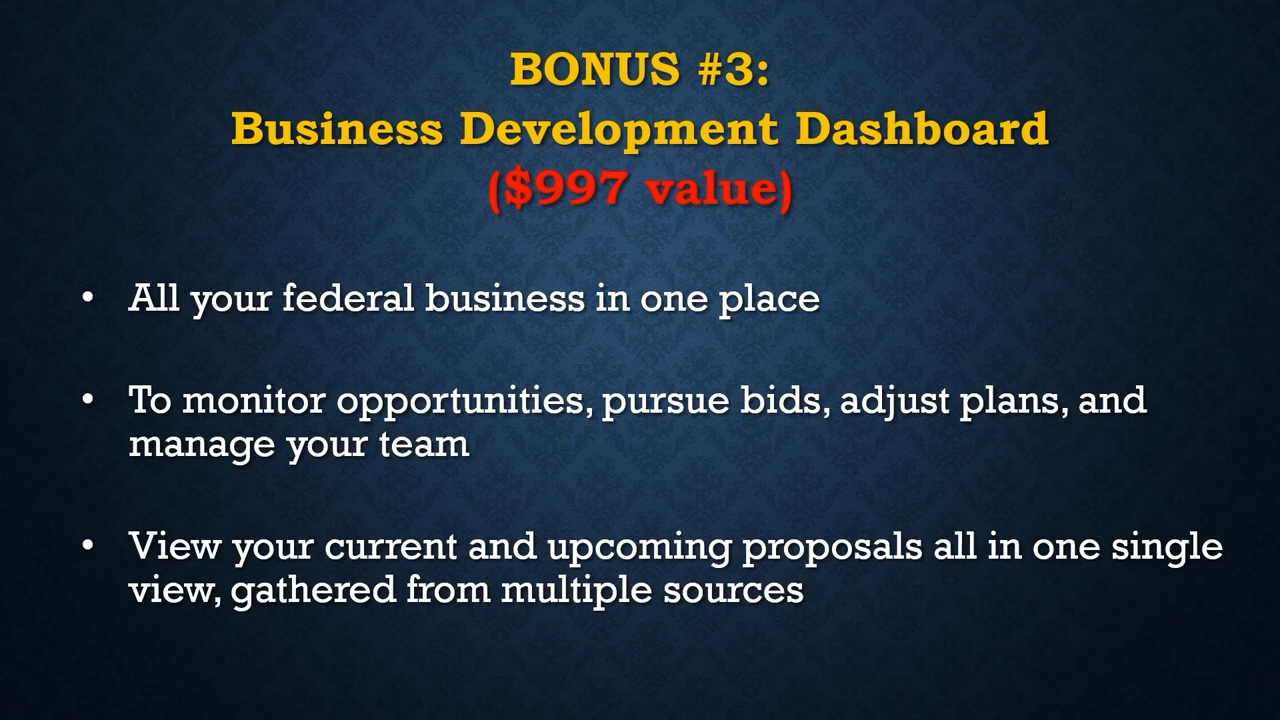 BONUS #3:
Business Development Dashboard
($997 value)
• All your federal business in one place
• To monitor opportunities, pursue bids, adjust plans, and
manage your team
• View your current and upcoming proposals all in one single
view, gathered from multiple sources